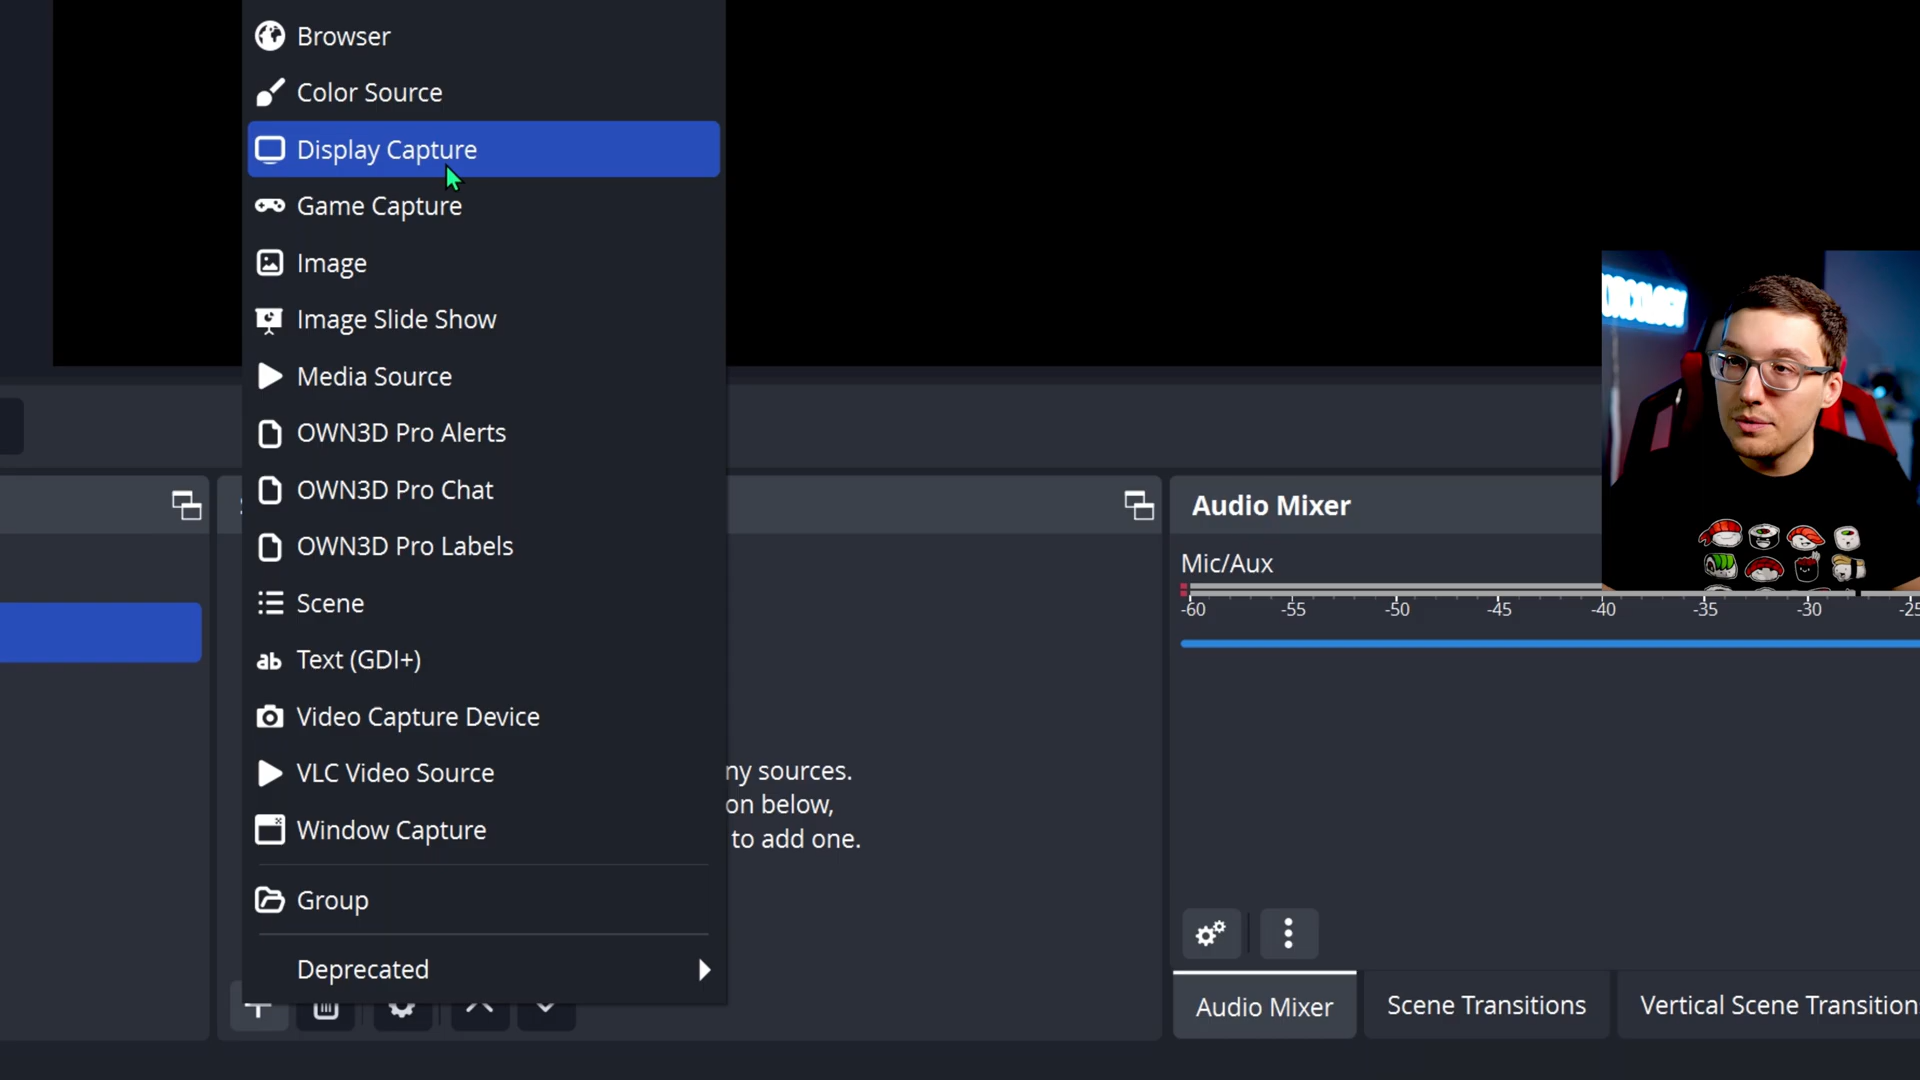 Browser
Color Source
Display Capture
Game Capture
Image
Image Slide Show
Media Source
OWN3D Pro Alerts
OWN3D Pro Chat
OWN3D Pro Labels
Scene
ab Text (GDI+)
Video Capture Device
VLC Video Source
Window Capture
Group
Deprecated
ny sources.
on below,
to add one.
Audio Mixer
Mic/Aux
-60 -55 -50 -45 -40 -35 -30 -25
Audio Mixer
Scene Transitions
Vertical Scene Transition